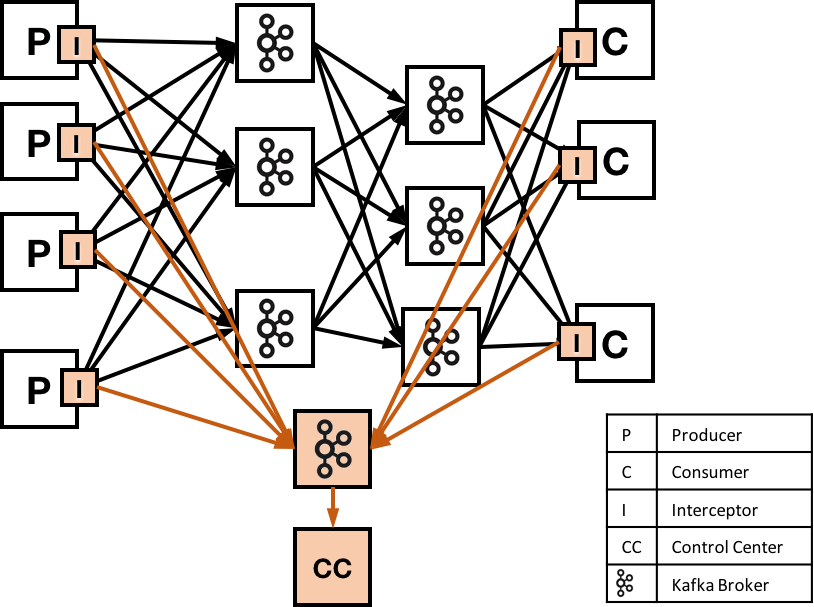 P I
I C
P I
I C
P I
P I
I C
CC
P Producer
C Consumer
I Interceptor
CC Control Center
Kafka Broker